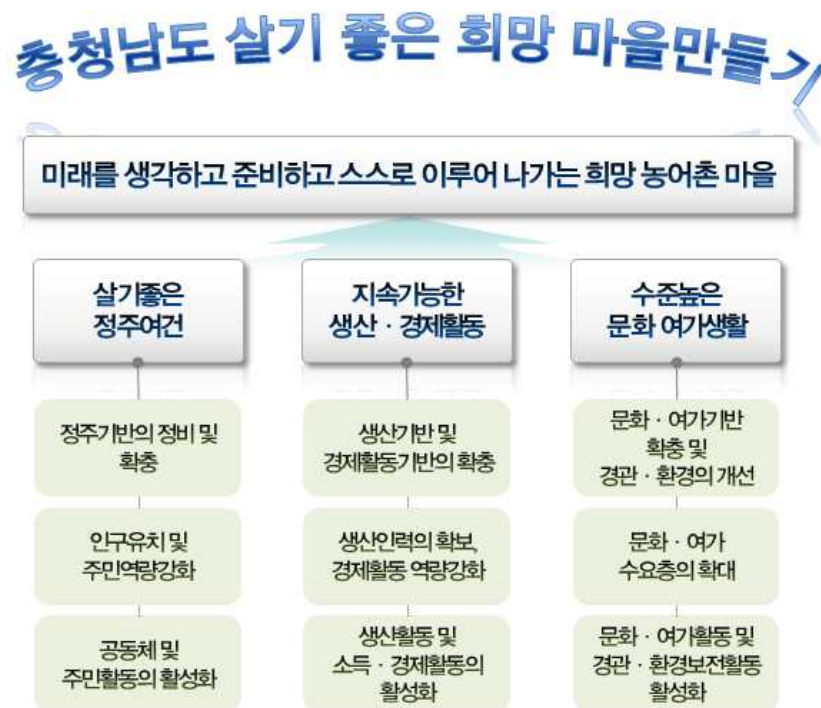 충청남도 살기 좋은 희망 마을만들기
미래를 생각하고 준비하고 스스로 이루어 나가는 희망 농어촌 마을
살기좋은
정주여건
정주기반의 정비 및
확충
인구유치 및
주민역량강화
공동체 및
주민활동의 활성화
지속가능한
생산 · 경제활동
생산기반 및
경제활동기반의 확충
생산인력의 확보,
경제활동 역량강화
생산활동 및
소득 · 경제활동의
활성화
수준높은
문화 여가생활
문화 · 여가기반
확충 및
경관 · 환경의 개선
문화 · 여가
수요층의 확대
문화 · 여가활동 및
경관 · 환경보전활동
활성화